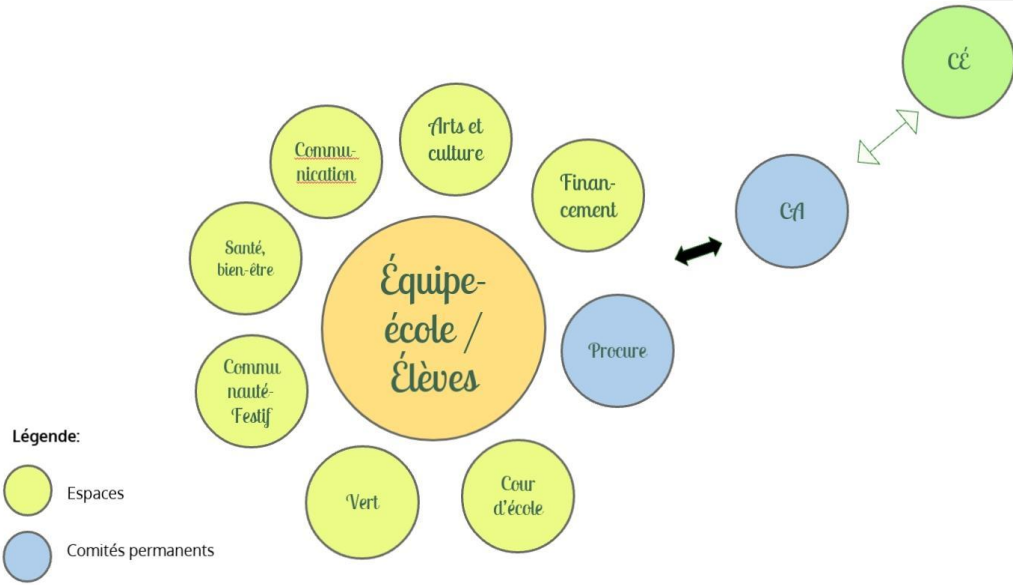 CÉ
Arts et
culture
Commu-
nication
Finan-
cement
CA
Santé,
bien-être
Équipe-
école /
Élèves
Procure
Commu
nauté-
Festif
Légende:
Espaces
Vert
Cour
d'école
Comités permanents